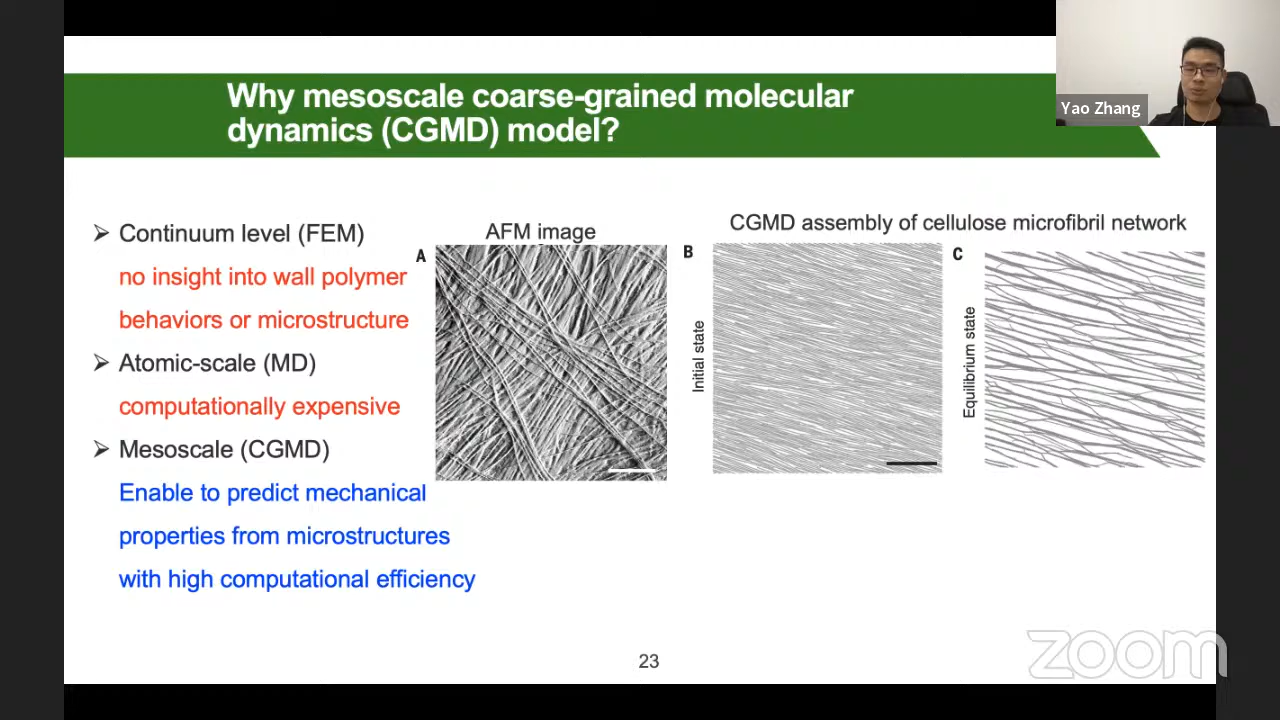 Why mesoscale coarse-grained molecular
dynamics (CGMD) model?
Yao Zhang
➢ Continuum level (FEM)
no insight into wall polymer
behaviors or microstructure
➢ Atomic-scale (MD)
computationally expensive
➢ Mesoscale (CGMD)
Enable to predict mechanical
properties from microstructures
with high computational efficiency
AFM image
A
CGMD assembly of cellulose microfibril network
B
Initial state
C
Equilibrium state
23
zoom